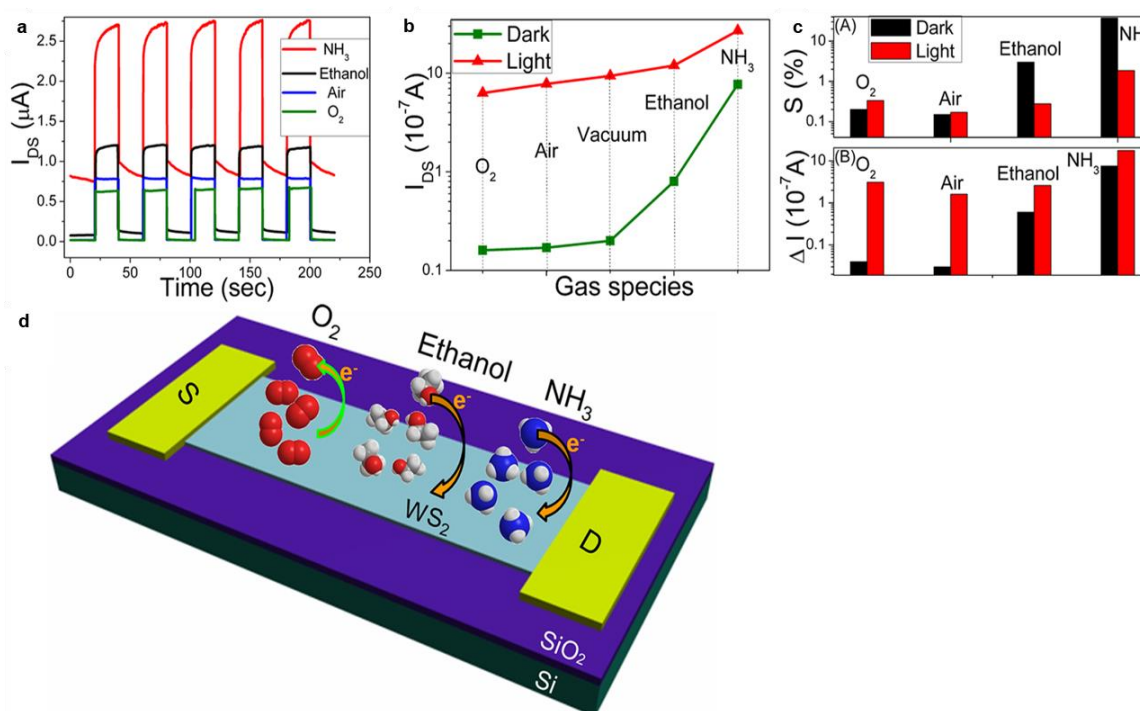 a
I_DS (μA)
2.5
2.0
1.5
1.0
0.5
0.0
0
50
100
150
200
250
Time (sec)
NH₃
Ethanol
Air
O₂
b
I_DS (10⁻⁷A)
10
1
0.1
Dark
Light
O₂
Air
Vacuum
Ethanol
NH₃
Gas species
c
(A)
S (%)
10
1
0.1
Dark
Light
O₂
Air
Ethanol
NH
(B)
Δ I (10⁻⁷A)
10
1
0.1
O₂
Air
Ethanol
NH₃
d
O₂
Ethanol
NH₃
e⁻
e⁻
e⁻
S
WS₂
D
SiO₂
Si